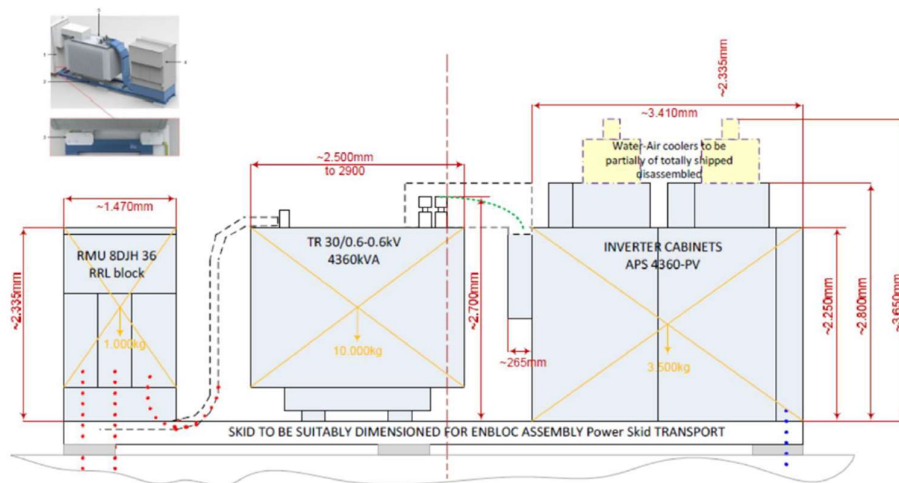 ~2.335mm
~3.410mm
Water-Air coolers to be
partially of totally shipped
disassembled
~2.500mm
to 2900
~1.470mm
RMU 8DJH 36
RRL block
TR 30/0.6-0.6kV
4360kVA
INVERTER CABINETS
APS 4360-PV
~2.335mm
~2.700mm
~2.250mm
~2.800mm
~3.650mm
1.000kg
10.000kg
~265mm
3.500kg
SKID TO BE SUITABLY DIMENSIONED FOR ENBLOC ASSEMBLY Power Skid TRANSPORT